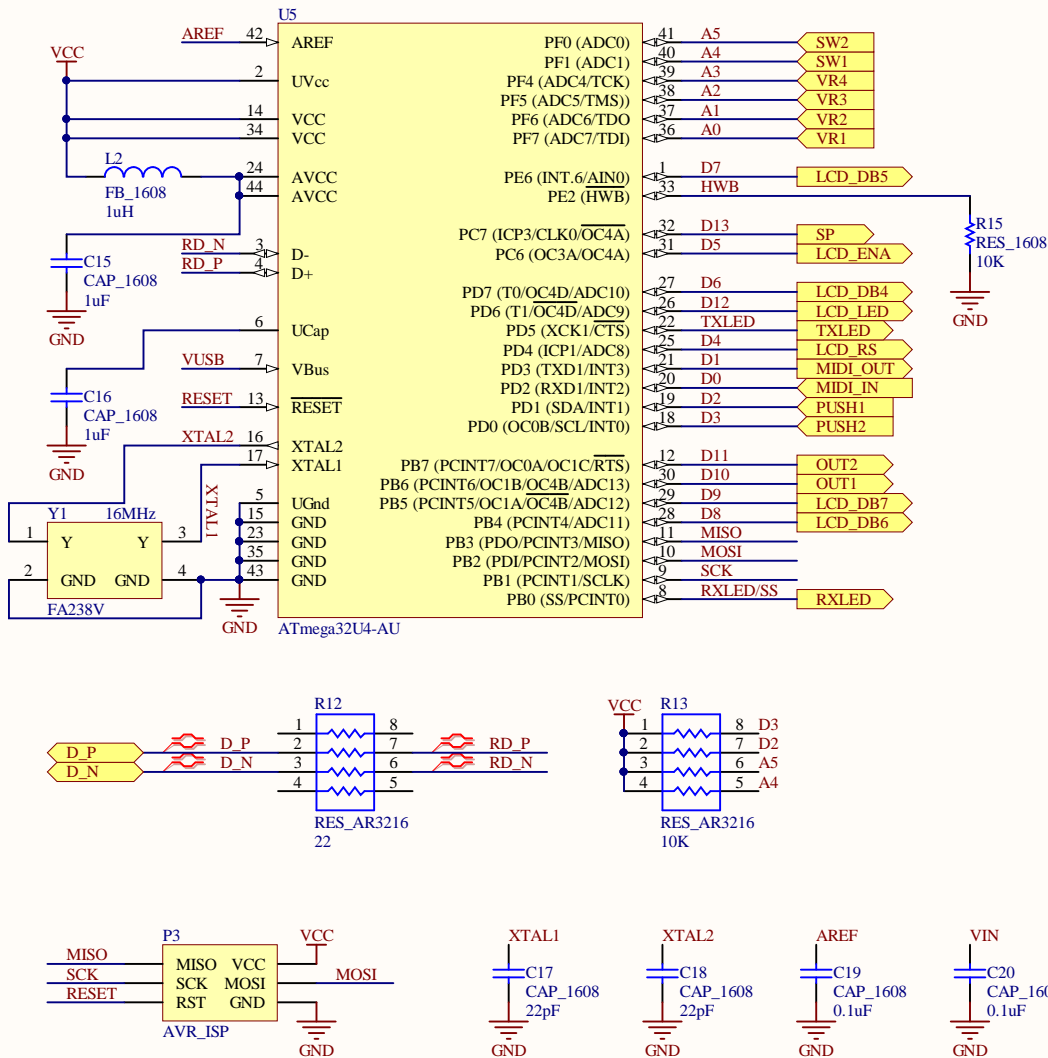 U5
AREF 42 AREF PF0 (ADC0) 41 A5 SW2
VCC
PF1 (ADC1) 40 A4 SW1
2 UVcc PF4 (ADC4/TCK) 39 A3 VR4
PF5 (ADC5/TMS)) 38 A2 VR3
14 VCC PF6 (ADC6/TDO 37 A1 VR2
34 VCC PF7 (ADC7/TDI) 36 A0 VR1
L2
24 AVCC PE6 (INT.6/AIN0) 1 D7 LCD_DB5
FB_1608
44 AVCC PE2 (HWB) 33 HWB
1uH
R15
RES_1608
10K
GND
PC7 (ICP3/CLK0/OC4A) 32 D13 SP
RD_N 3 D- PC6 (OC3A/OC4A) 31 D5 LCD_ENA
RD_P 4 D+
C15
CAP_1608
1uF
GND
PD7 (T0/OC4D/ADC10) 27 D6 LCD_DB4
PD6 (T1/OC4D/ADC9) 26 D12 LCD_LED
6 UCap PD5 (XCK1/CTS) 22 TXLED TXLED
PD4 (ICP1/ADC8) 25 D4 LCD_RS
VUSB 7 VBus PD3 (TXD1/INT3) 21 D1 MIDI_OUT
PD2 (RXD1/INT2) 20 D0 MIDI_IN
RESET 13 RESET PD1 (SDA/INT1) 19 D2 PUSH1
PD0 (OC0B/SCL/INT0) 18 D3 PUSH2
C16
CAP_1608
1uF
GND
XTAL2 16 XTAL2
17 XTAL1 PB7 (PCINT7/OC0A/OC1C/RTS) 12 D11 OUT2
XTAL1
PB6 (PCINT6/OC1B/OC4B/ADC13) 30 D10 OUT1
5 UGnd PB5 (PCINT5/OC1A/OC4B/ADC12) 29 D9 LCD_DB7
15 GND PB4 (PCINT4/ADC11) 28 D8 LCD_DB6
23 GND PB3 (PDO/PCINT3/MISO) 11 MISO
35 GND PB2 (PDI/PCINT2/MOSI) 10 MOSI
43 GND PB1 (PCINT1/SCLK) 9 SCK
PB0 (SS/PCINT0) 8 RXLED/SS RXLED
Y1 16MHz
1 Y Y 3
2 GND GND 4
FA238V
GND
ATmega32U4-AU
R12
1 8
D_P D_P 2 7 RD_P
D_N D_N 3 6 RD_N
4 5
RES_AR3216
22
VCC R13
1 8 D3
2 7 D2
3 6 A5
4 5 A4
RES_AR3216
10K
P3
VCC
MISO MISO VCC
SCK SCK MOSI MOSI
RESET RST GND
AVR_ISP
GND
XTAL1
C17
CAP_1608
22pF
GND
XTAL2
C18
CAP_1608
22pF
GND
AREF
C19
CAP_1608
0.1uF
GND
VIN
C20
0.1uF
GND